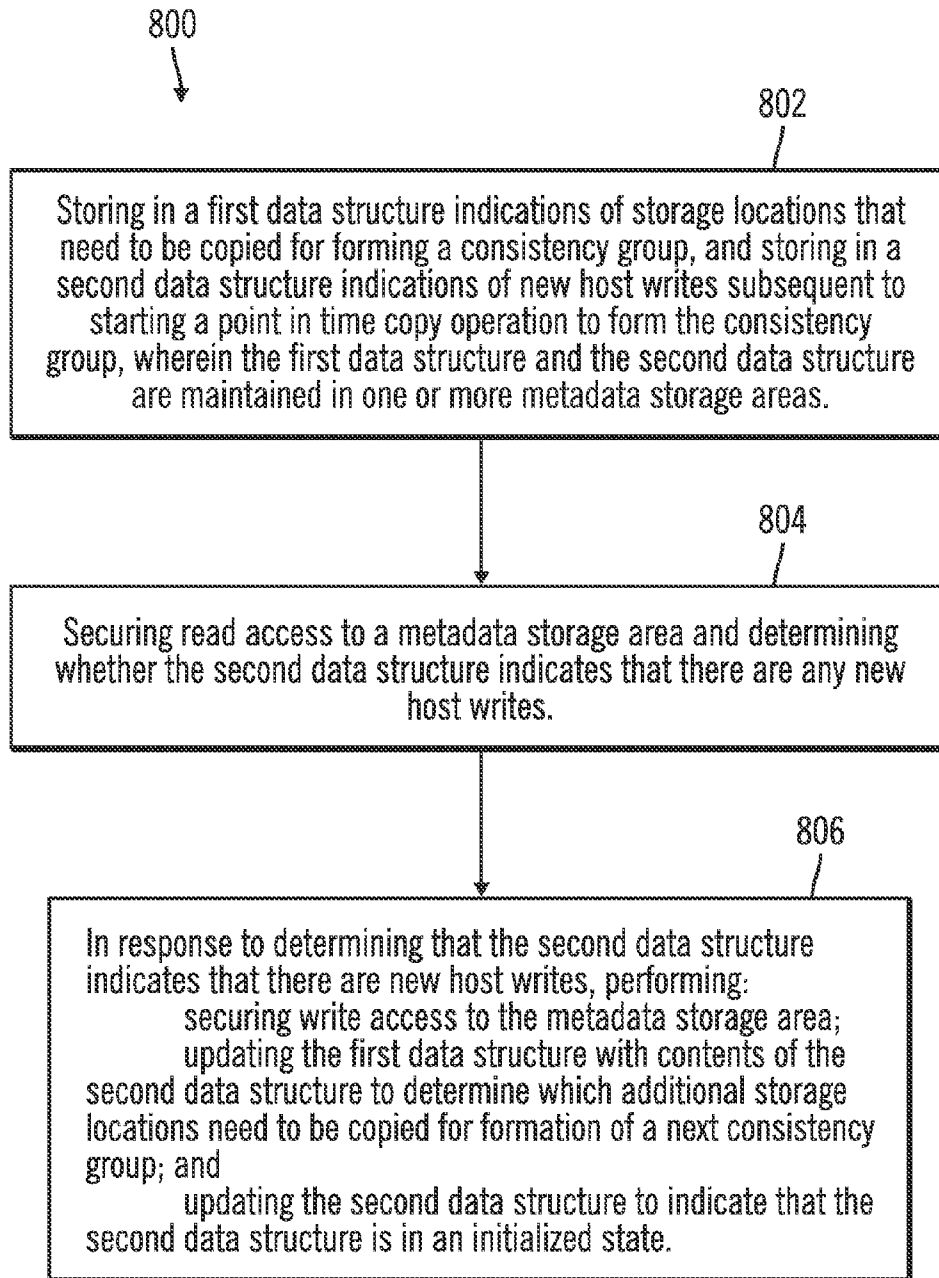 800
802
Storing in a first data structure indications of storage locations that
need to be copied for forming a consistency group, and storing in a
second data structure indications of new host writes subsequent to
starting a point in time copy operation to form the consistency
group, wherein the first data structure and the second data structure
are maintained in one or more metadata storage areas.
804
Securing read access to a metadata storage area and determining
whether the second data structure indicates that there are any new
host writes.
806
In response to determining that the second data structure
indicates that there are new host writes, performing:
securing write access to the metadata storage area;
updating the first data structure with contents of the
second data structure to determine which additional storage
locations need to be copied for formation of a next consistency
group; and
updating the second data structure to indicate that the
second data structure is in an initialized state.